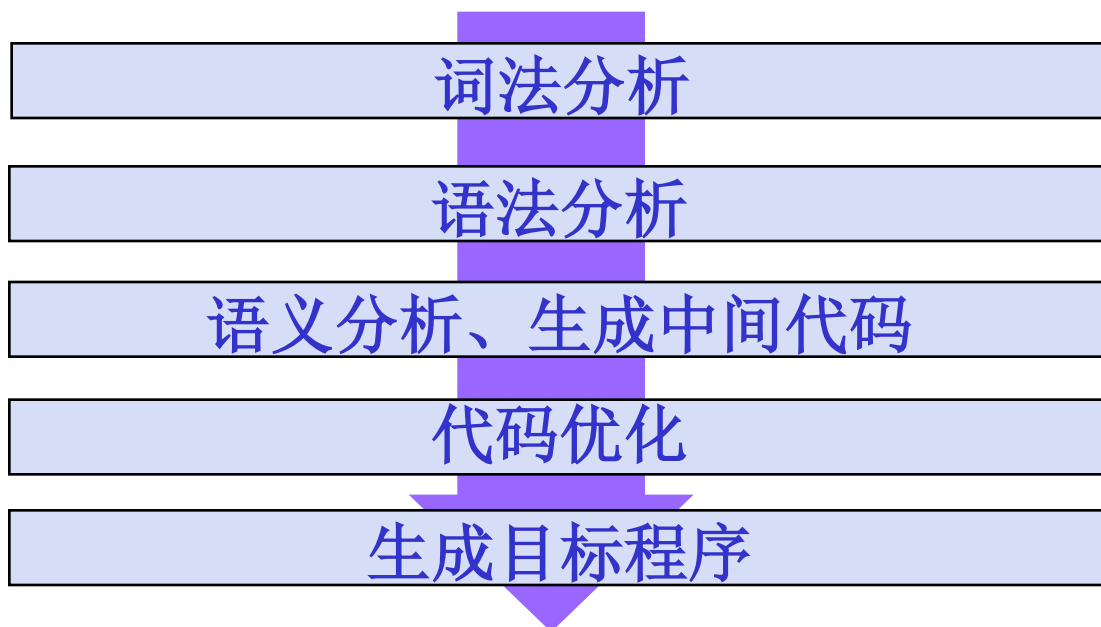 词法分析
语法分析
语义分析、生成中间代码
代码优化
生成目标程序